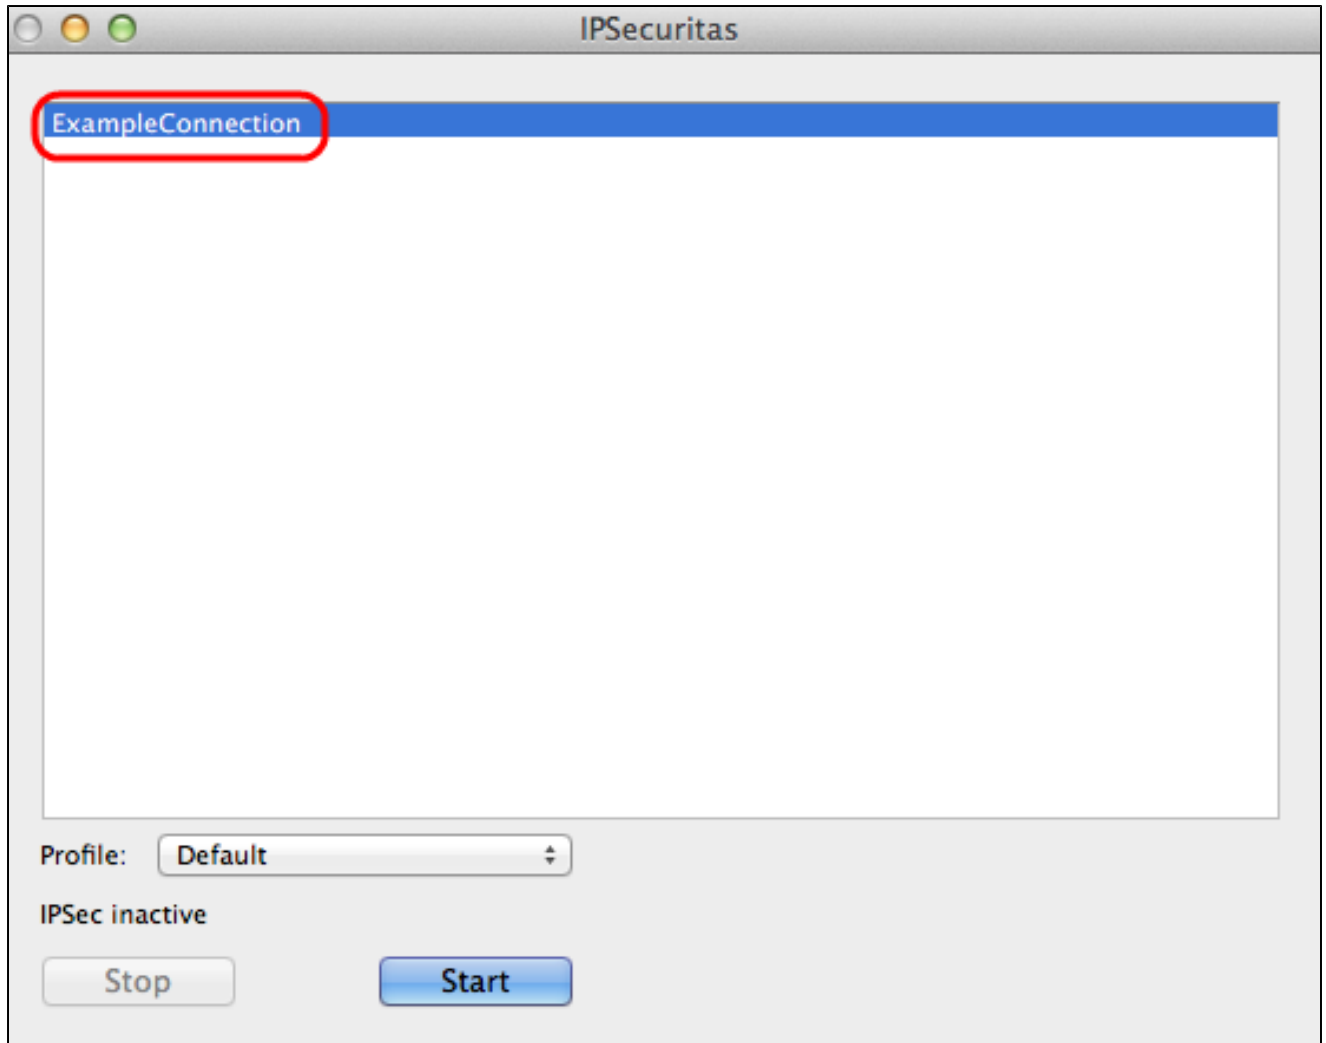 IPSecuritas
ExampleConnection
Profile: Default
IPSec inactive
Stop Start